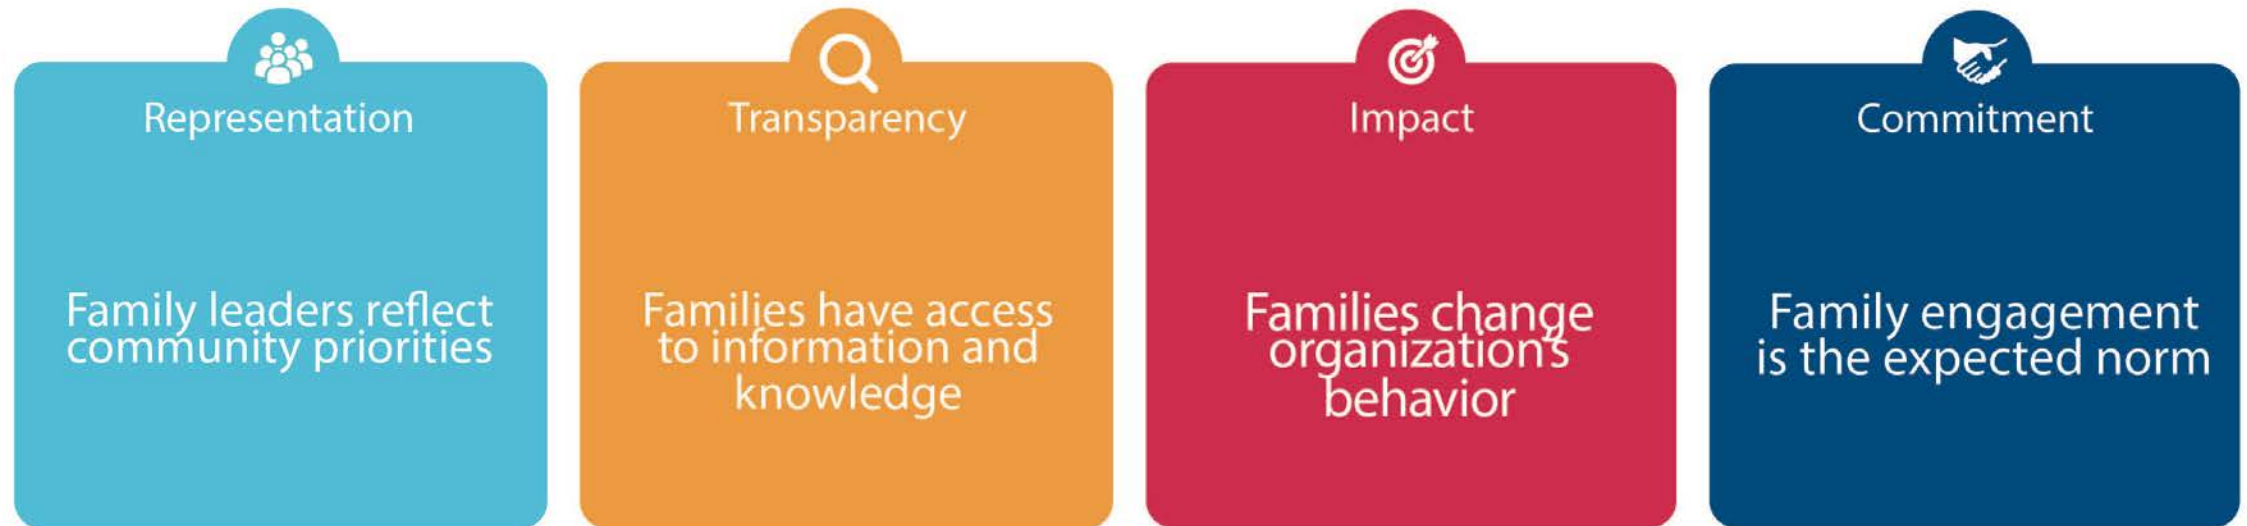 Representation
Family leaders reflect
community priorities
Transparency
Families have access
to information and
knowledge
Impact
Families change
organization's
behavior
Commitment
Family engagement
is the expected norm